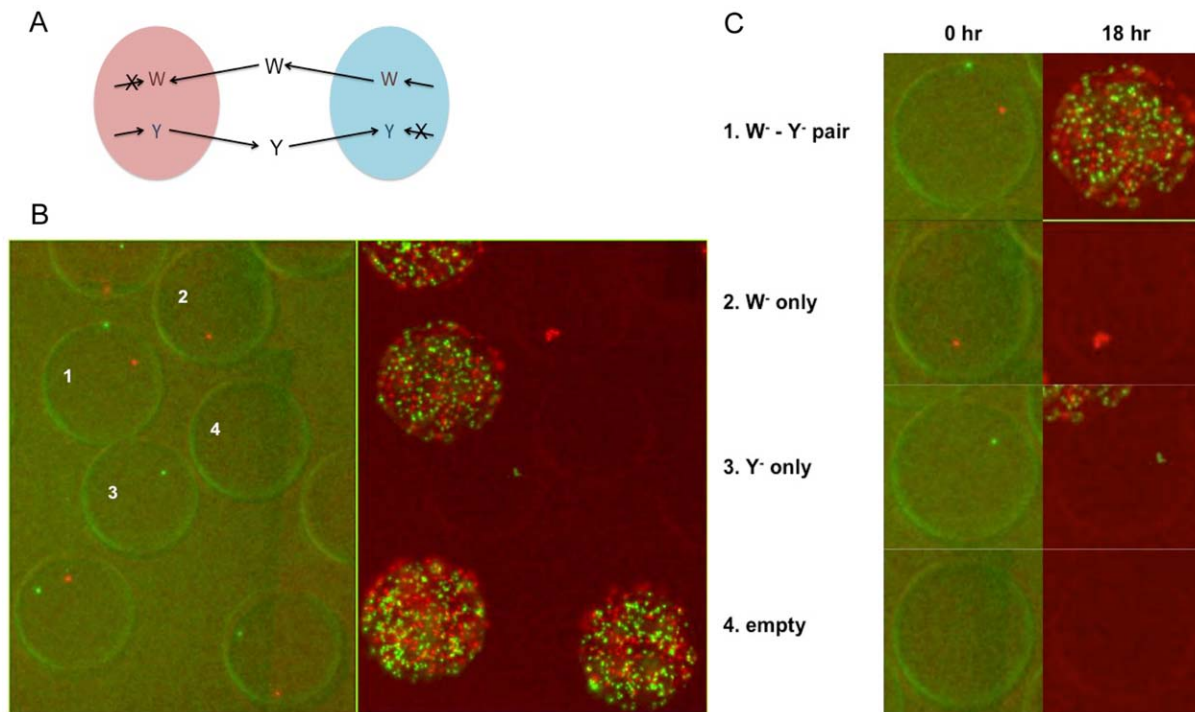 A
X W W W
Y Y Y X
B
2
1
4
3
C
0 hr 18 hr
1. W- - Y- pair
2. W- only
3. Y- only
4. empty